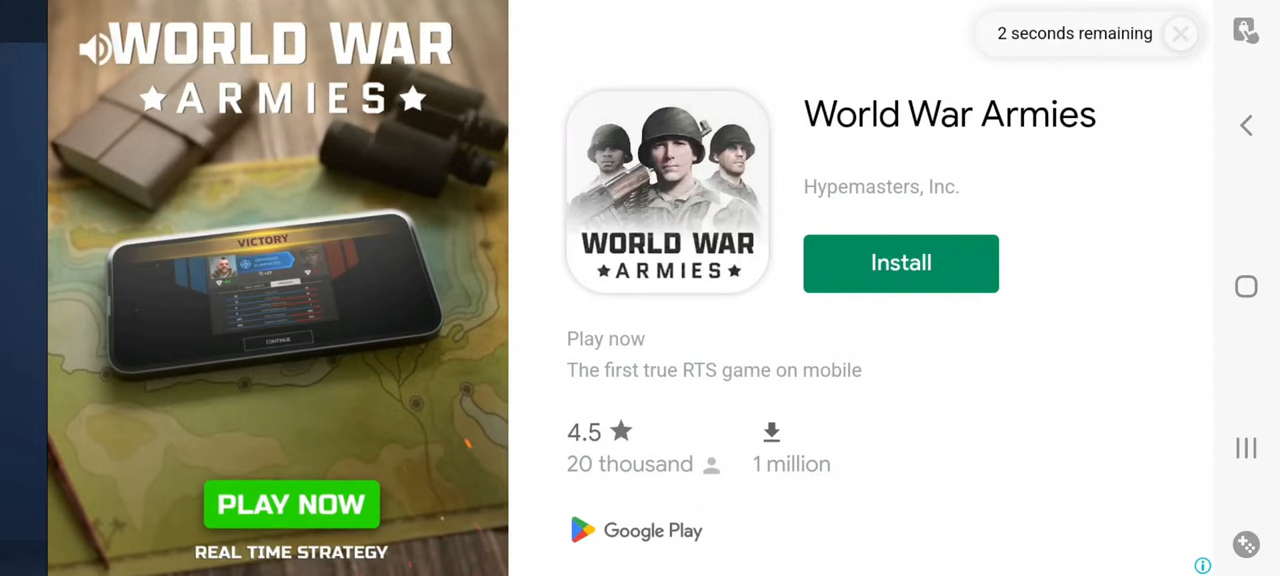 WORLD WAR
ARMIES
VICTORY
CONTINUE
PLAY NOW
REAL TIME STRATEGY
2 seconds remaining
World War Armies
Hypemasters, Inc.
Install
WORLD WAR
ARMIES
Play now
The first true RTS game on mobile
4.5
20 thousand
1 million
Google Play